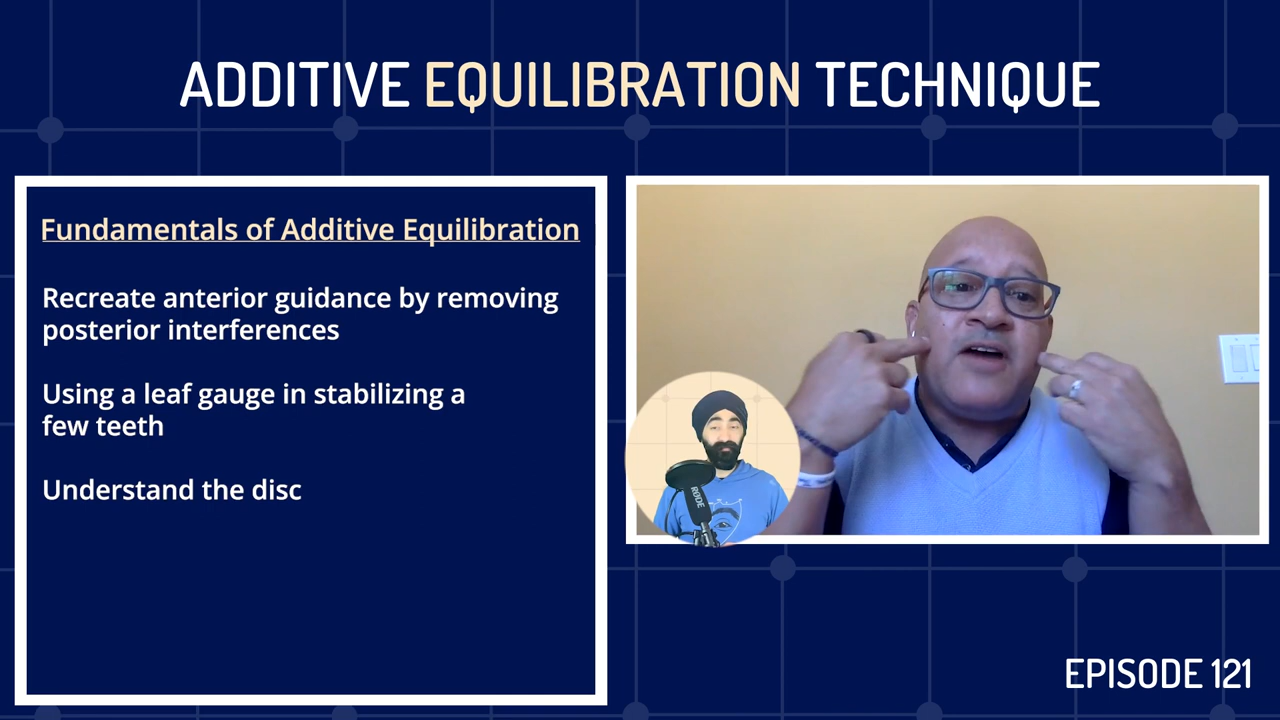 ADDITIVE EQUILIBRATION TECHNIQUE
Fundamentals of Additive Equilibration
Recreate anterior guidance by removing
posterior interferences
Using a leaf gauge in stabilizing a
few teeth
Understand the disc
RØDE
EPISODE 121